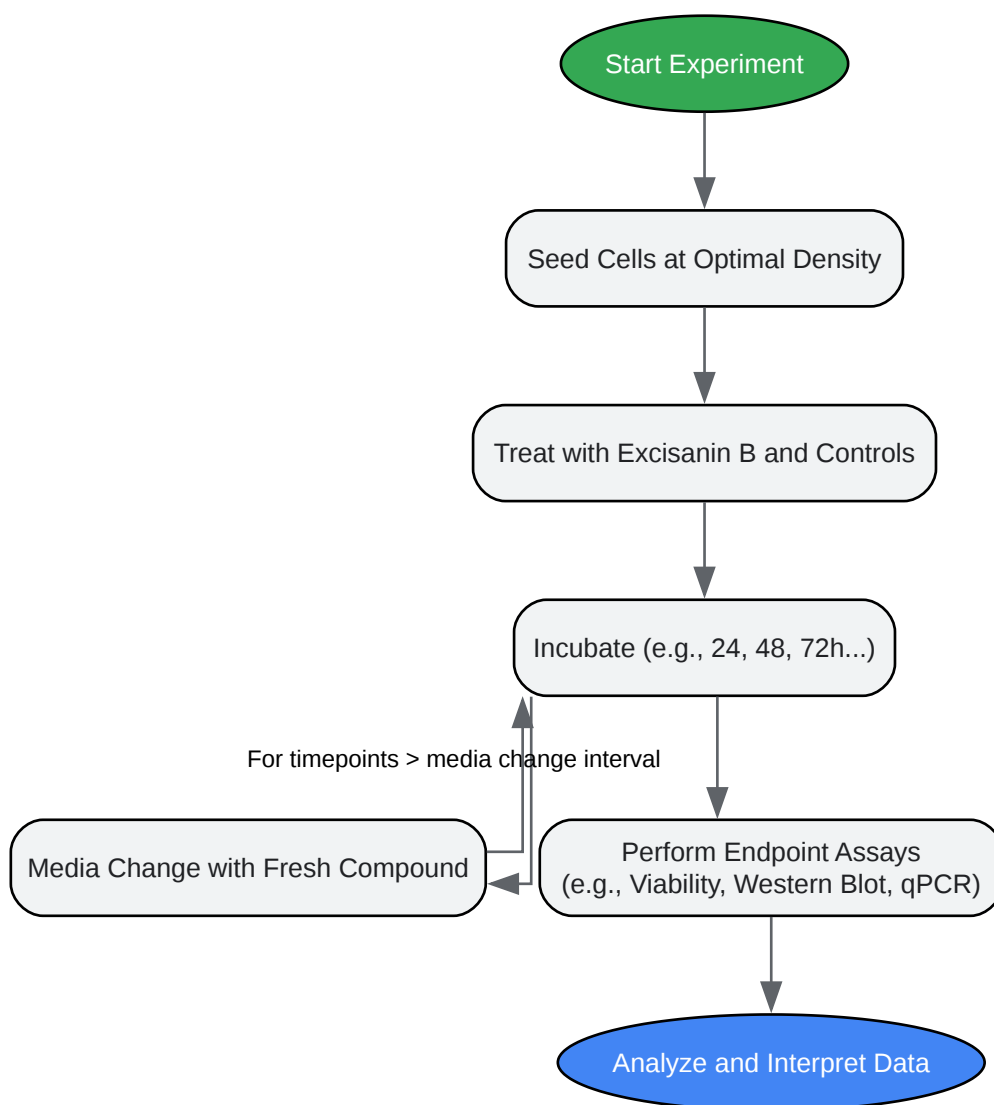 Start Experiment
Seed Cells at Optimal Density
Treat with Excisanin B and Controls
Incubate (e.g., 24, 48, 72h...)
For timepoints > media change interval
Media Change with Fresh Compound
Perform Endpoint Assays
(e.g., Viability, Western Blot, qPCR)
Analyze and Interpret Data